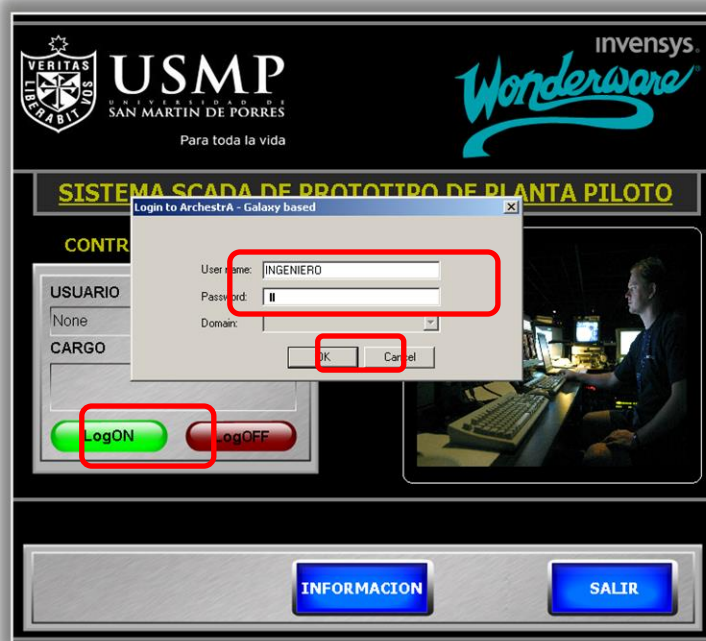 VERITAS
LIBERABIT VOS
USMP
UNIVERSIDAD DE
SAN MARTIN DE PORRES
Para toda la vida
invensys.
Wonderware
SISTEMA SCADA DE PROTOTIPO DE PLANTA PILOTO
Login to ArchestrA - Galaxy based
CONTR
User name: INGENIERO
Password:
Domain:
OK Cancel
USUARIO
None
CARGO
LogON LogOFF
INFORMACION SALIR